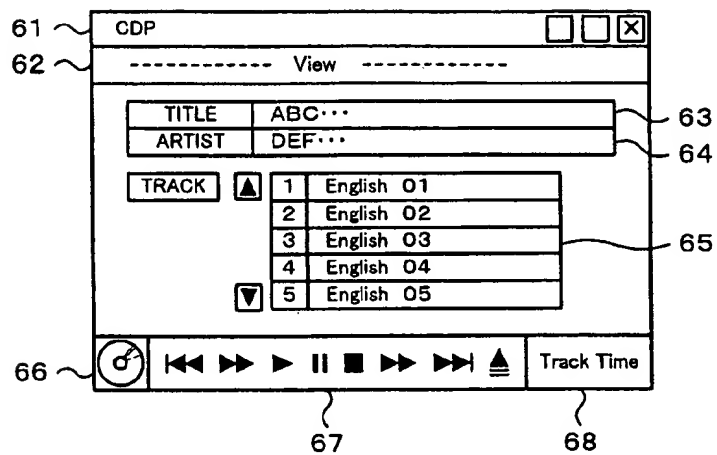 61 CDP
62 ------------ View ------------
TITLE ABC··· 63
ARTIST DEF··· 64
TRACK 1 English 01
2 English 02
3 English 03 65
4 English 04
5 English 05
66 Track Time
67 68